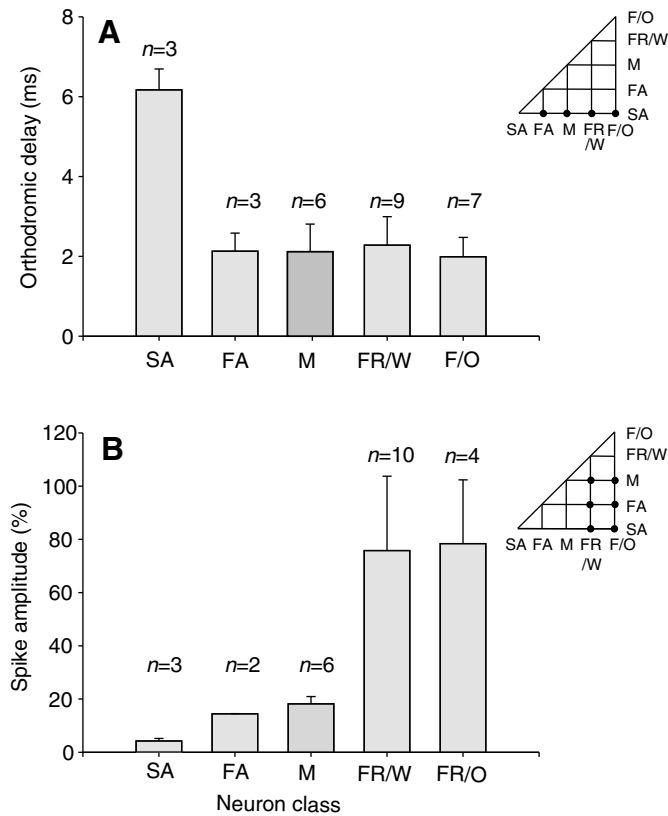 A
Orthodromic delay (ms)
8
6
4
2
0
n=3
n=3
n=6
n=9
n=7
SA FA M FR/W F/O
F/O
FR/W
M
FA
SA
SA FA M FR F/O
/W
B
Spike amplitude (%)
120
100
80
60
40
20
0
n=3
n=2
n=6
n=10
n=4
SA FA M FR/W FR/O
Neuron class
F/O
FR/W
M
FA
SA
SA FA M FR F/O
/W